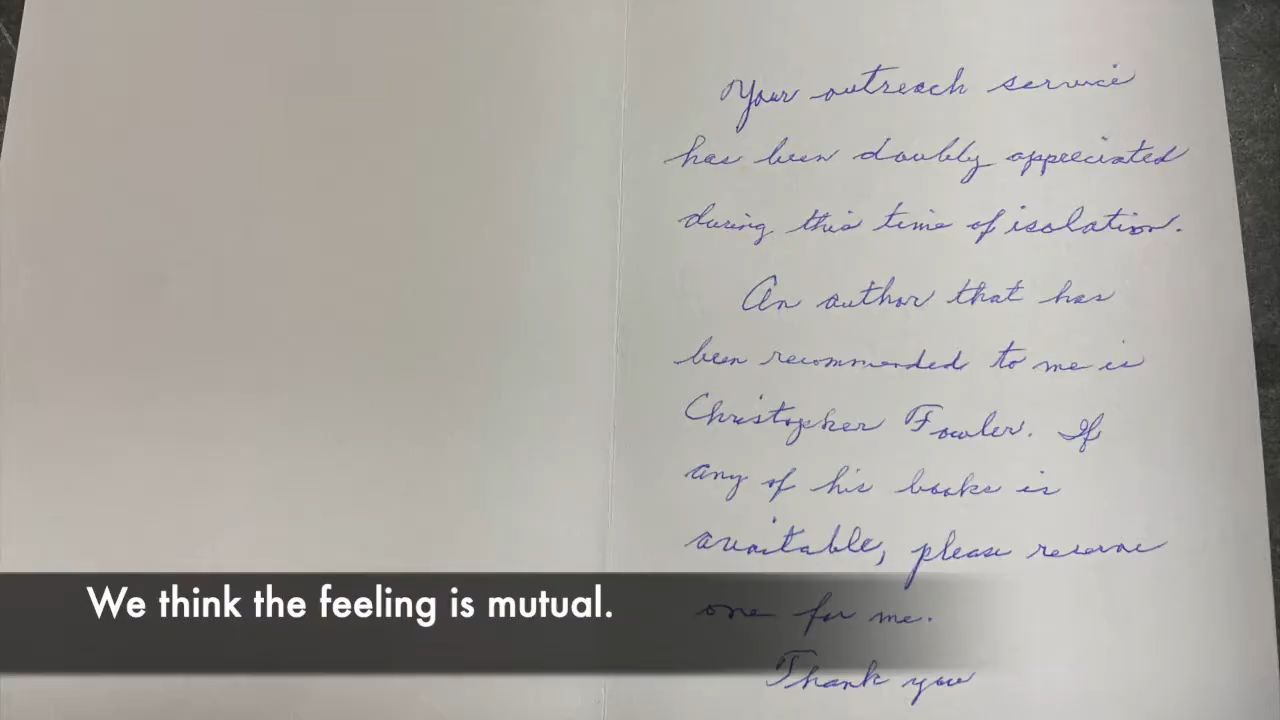 Your outreach service
has been doubly appreciated
during this time of isolation.
An author that has
been recommended to me is
Christopher Fowler. If
any of his books is
available, please reserve
one for me.
Thank you
We think the feeling is mutual.